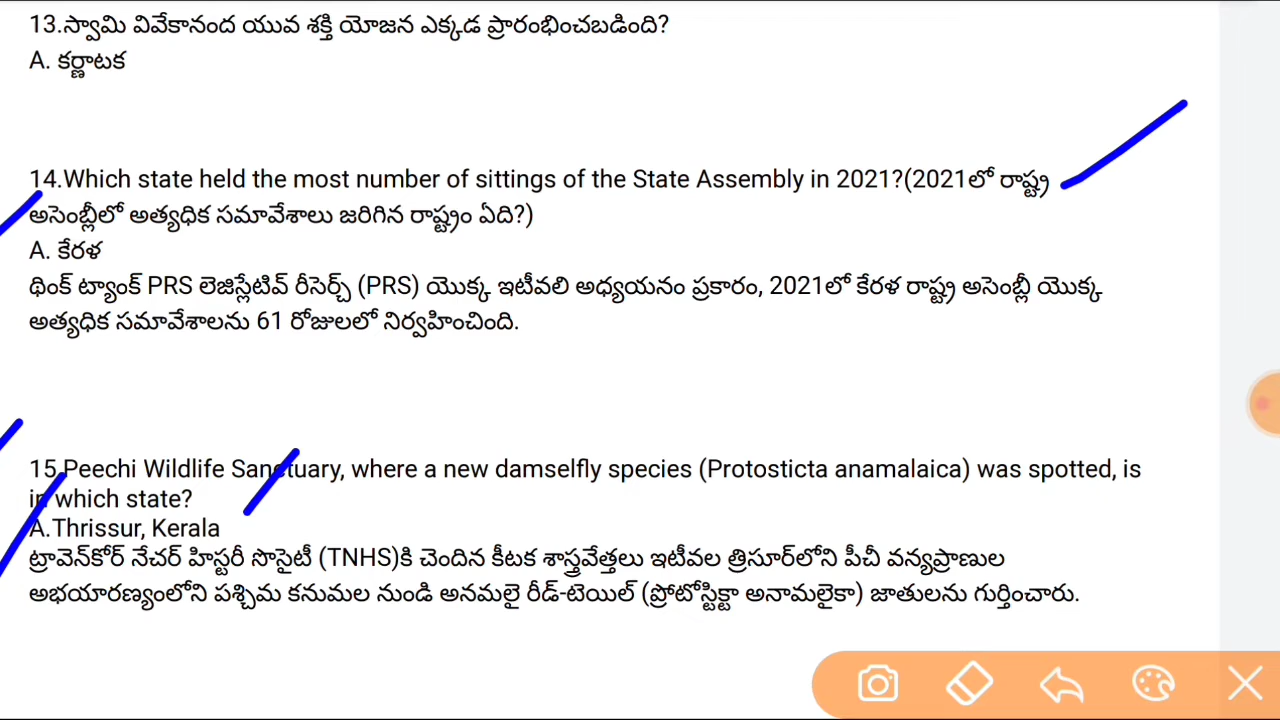 13.స్వామి వివేకానంద యువ శక్తి యోజన ఎక్కడ ప్రారంభించబడింది?
A. కర్ణాటక
14.Which state held the most number of sittings of the State Assembly in 2021?(2021లో రాష్ట్ర
అసెంబ్లీలో అత్యధిక సమావేశాలు జరిగిన రాష్ట్రం ఏది?)
A. కేరళ
థింక్ ట్యాంక్ PRS లెజిస్లేటివ్ రీసెర్చ్ (PRS) యొక్క ఇటీవలి అధ్యయనం ప్రకారం, 2021లో కేరళ రాష్ట్ర అసెంబ్లీ యొక్క
అత్యధిక సమావేశాలను 61 రోజులలో నిర్వహించింది.
15.Peechi Wildlife Sanctuary, where a new damselfly species (Protosticta anamalaica) was spotted, is
in which state?
A.Thrissur, Kerala
ట్రావెన్‌కోర్ నేచర్ హిస్టరీ సొసైటీ (TNHS)కి చెందిన కీటక శాస్త్రవేత్తలు ఇటీవల త్రిసూర్‌లోని పీచీ వన్యప్రాణుల
అభయారణ్యంలోని పశ్చిమ కనుమల నుండి అనమలై రీడ్-టెయిల్ (ప్రోటోస్టిక్టా అనామలైకా) జాతులను గుర్తించారు.